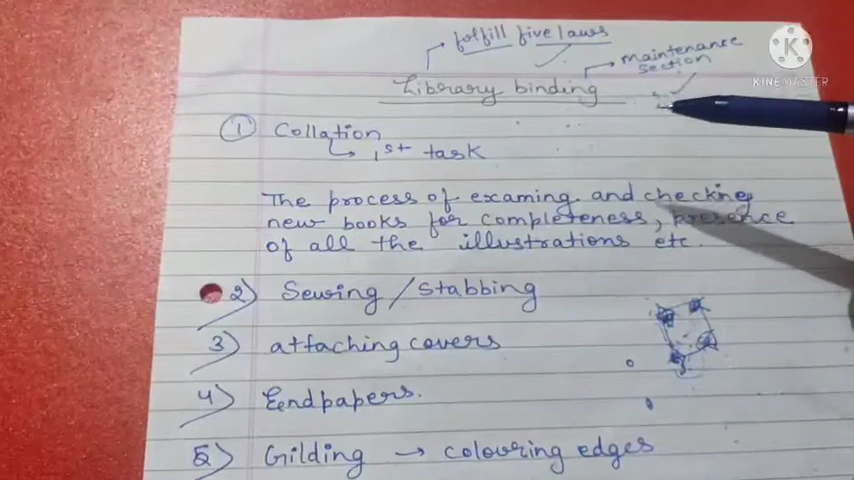 fulfill five laws
maintenance
section
Library binding
K
KINEMASTER
1 Collation
1st task
The process of examing and checking
new books for completeness, presence
of all the illustrations etc.
2) Sewing/stabbing
3) attaching covers
4) Endpapers.
5) Gilding → colouring edges